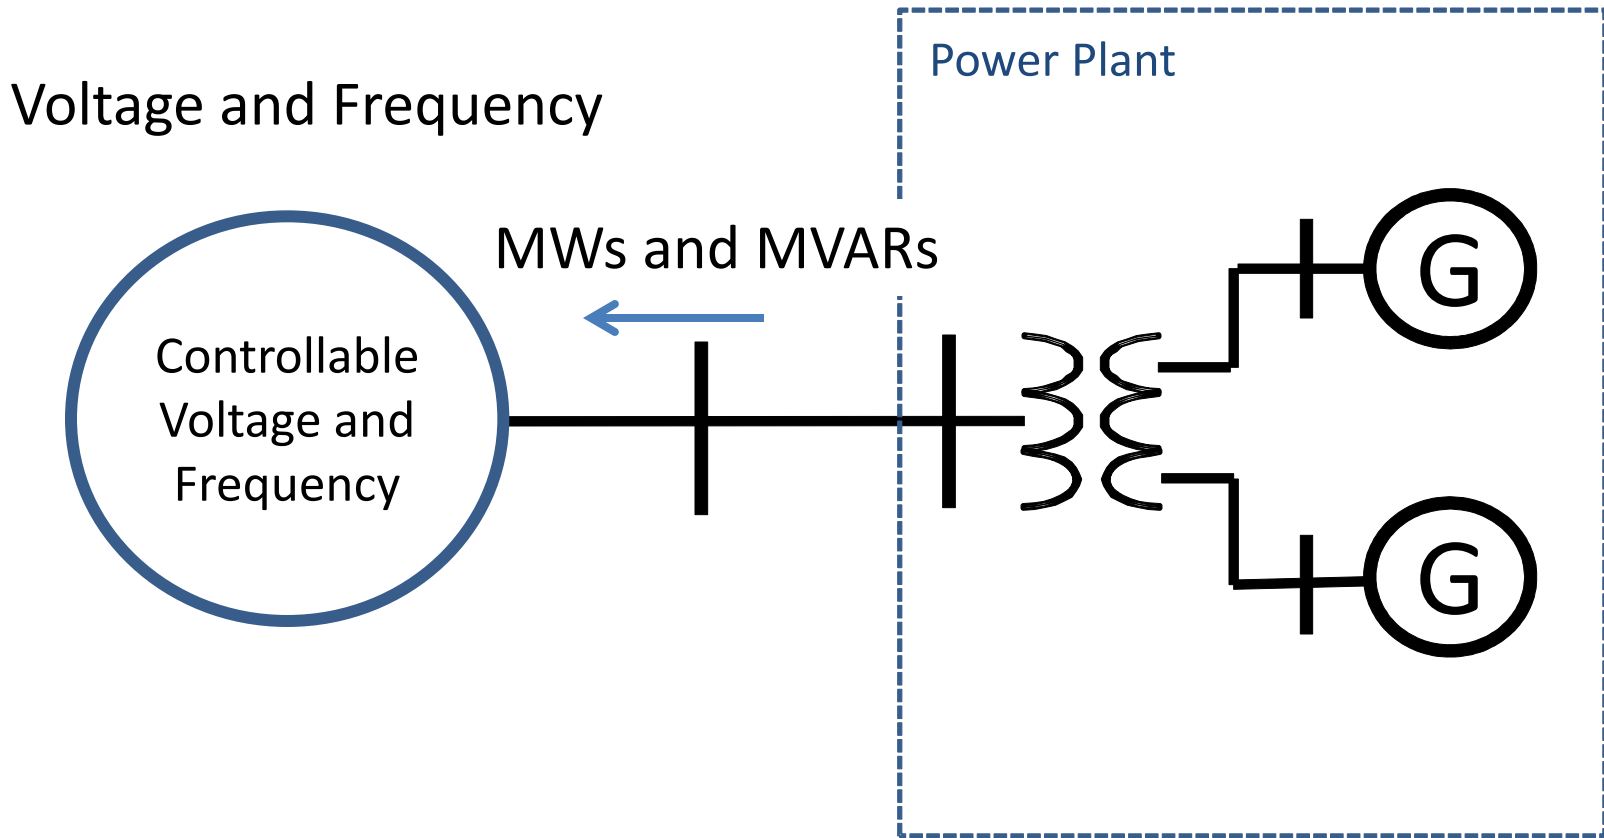 Power Plant
Voltage and Frequency
MWs and MVARs
Controllable
Voltage and
Frequency
G
G